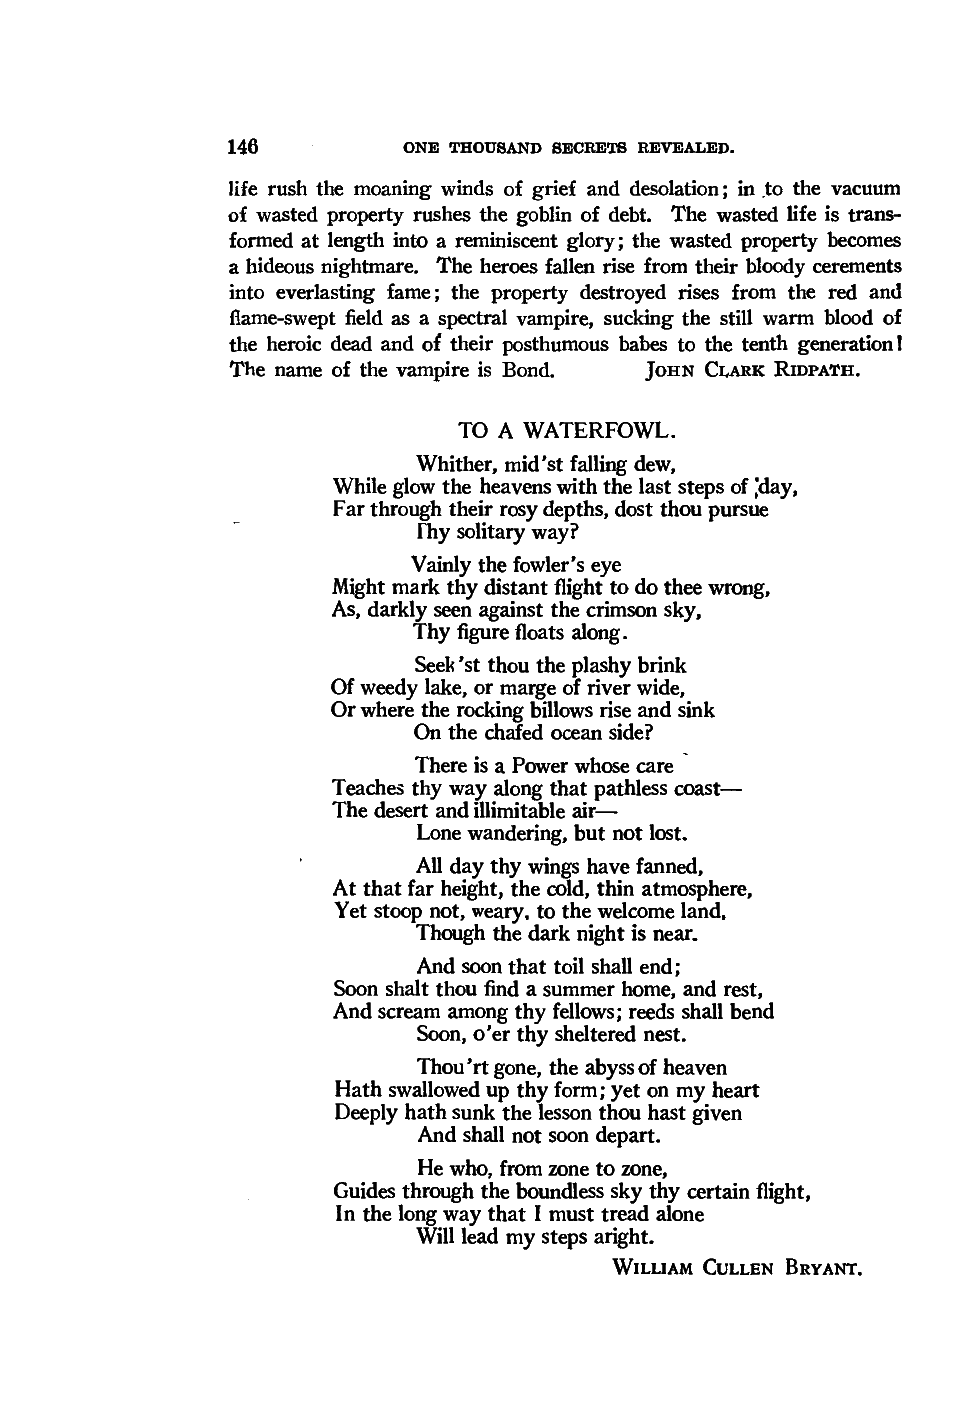 146 ONE THOUSAND SECRETS REVEALED.
life rush the moaning winds of grief and desolation; in to the vacuum
of wasted property rushes the goblin of debt. The wasted life is trans-
formed at length into a reminiscent glory; the wasted property becomes
a hideous nightmare. The heroes fallen rise from their bloody cerements
into everlasting fame; the property destroyed rises from the red and
flame-swept field as a spectral vampire, sucking the still warm blood of
the heroic dead and of their posthumous babes to the tenth generation!
The name of the vampire is Bond. JOHN CLARK RIDPATH.
TO A WATERFOWL.
Whither, mid'st falling dew,
While glow the heavens with the last steps of day,
Far through their rosy depths, dost thou pursue
Thy solitary way?
Vainly the fowler's eye
Might mark thy distant flight to do thee wrong,
As, darkly seen against the crimson sky,
Thy figure floats along.
Seek'st thou the plashy brink
Of weedy lake, or marge of river wide,
Or where the rocking billows rise and sink
On the chafed ocean side?
There is a Power whose care
Teaches thy way along that pathless coast—
The desert and illimitable air—
Lone wandering, but not lost.
All day thy wings have fanned,
At that far height, the cold, thin atmosphere,
Yet stoop not, weary, to the welcome land,
Though the dark night is near.
And soon that toil shall end;
Soon shalt thou find a summer home, and rest,
And scream among thy fellows; reeds shall bend
Soon, o'er thy sheltered nest.
Thou'rt gone, the abyss of heaven
Hath swallowed up thy form; yet on my heart
Deeply hath sunk the lesson thou hast given
And shall not soon depart.
He who, from zone to zone,
Guides through the boundless sky thy certain flight,
In the long way that I must tread alone
Will lead my steps aright.
WILLIAM CULLEN BRYANT.